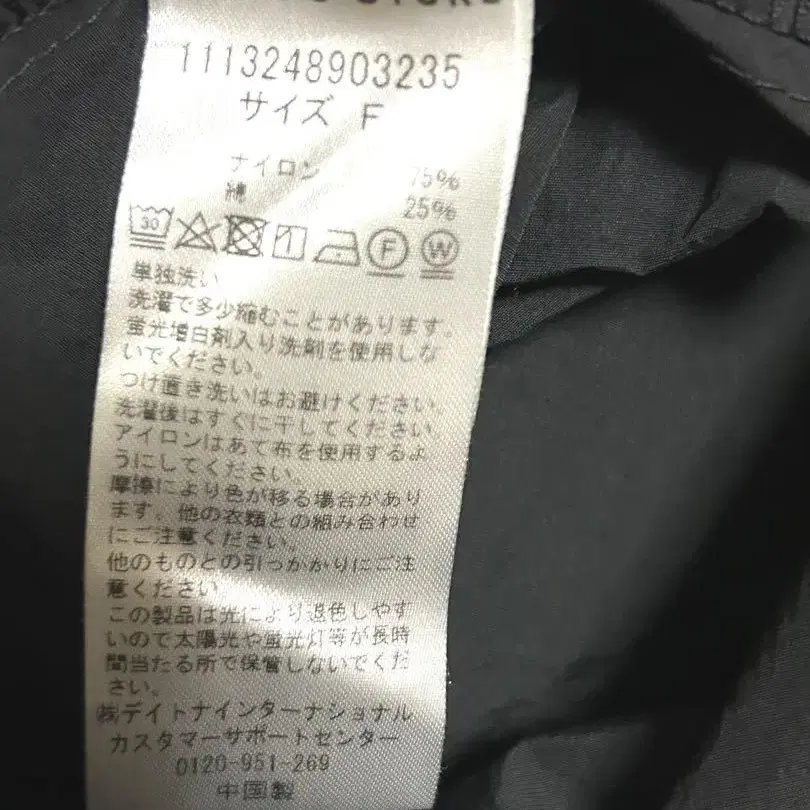 1113248903235
サイズ F
ナイロン 75%
綿 25%
30 F W
単独洗い
洗濯で多少縮むことがあります。
蛍光増白剤入り洗剤を使用しな
いでください。
つけ置き洗いはお避けください。
洗濯後はすぐに干してください。
アイロンはあて布を使用するよ
うにしてください。
摩擦により色が移る場合があり
ます。他の衣類との組み合わせ
にご注意ください。
他のものとの引っかかりにご注
意ください
この製品は光により退色しやす
いので太陽光や蛍光灯等が長時
間当たる所で保管しないでくだ
さい。
㈱デイトナインターナショナル
カスタマーサポートセンター
0120-951-269
中国製